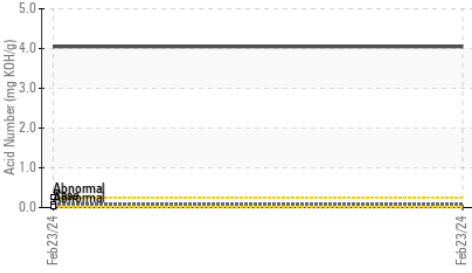 5.0
4.0
3.0
2.0
1.0
0.0
Acid Number (mg KOH/g)
Abnormal
Abnormal
Feb23/24
Feb23/24